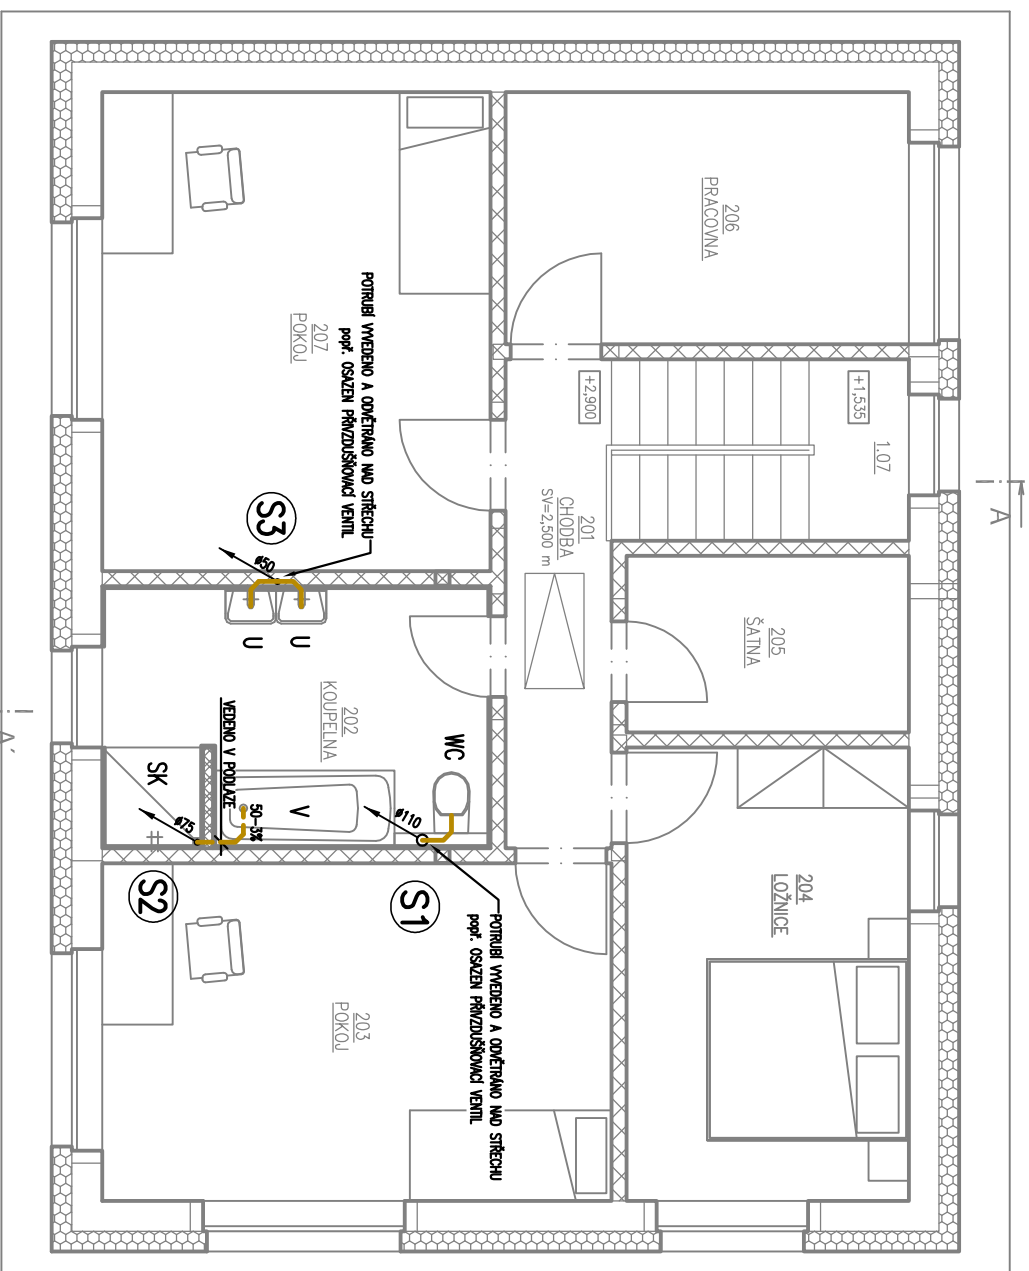 206
PRACOVNA
+2,900
+1,535
1.07
A
207
POKOJ
POTRUBÍ VYVEDENO A ODVĚTRÁNO NAD STŘECHU
popř. OSAZEN PŘIVZDUŠŇOVACÍ VENTIL
201
CHODBA
SV=2,500 m
S3
ø50
U
U
205
ŠATNA
202
KOUPELNA
A´
VEDENO V PODLAZE
WC
SK
V
50-3%
ø75
ø110
S2
S1
204
LOŽNICE
POTRUBÍ VYVEDENO A ODVĚTRÁNO NAD STŘECHU
popř. OSAZEN PŘIVZDUŠŇOVACÍ VENTIL
203
POKOJ